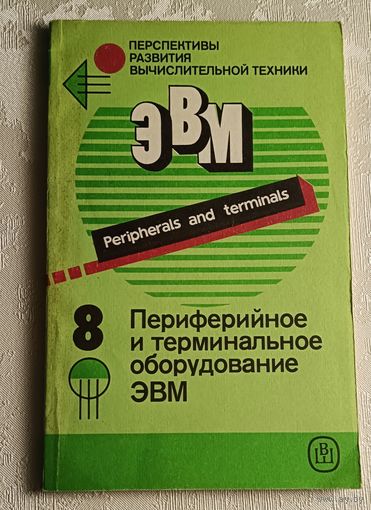 ПЕРСПЕКТИВЫ
РАЗВИТИЯ
ВЫЧИСЛИТЕЛЬНОЙ ТЕХНИКИ
ЭВМ
Peripherals and terminals
8
Периферийное
и терминальное
оборудование
ЭВМ